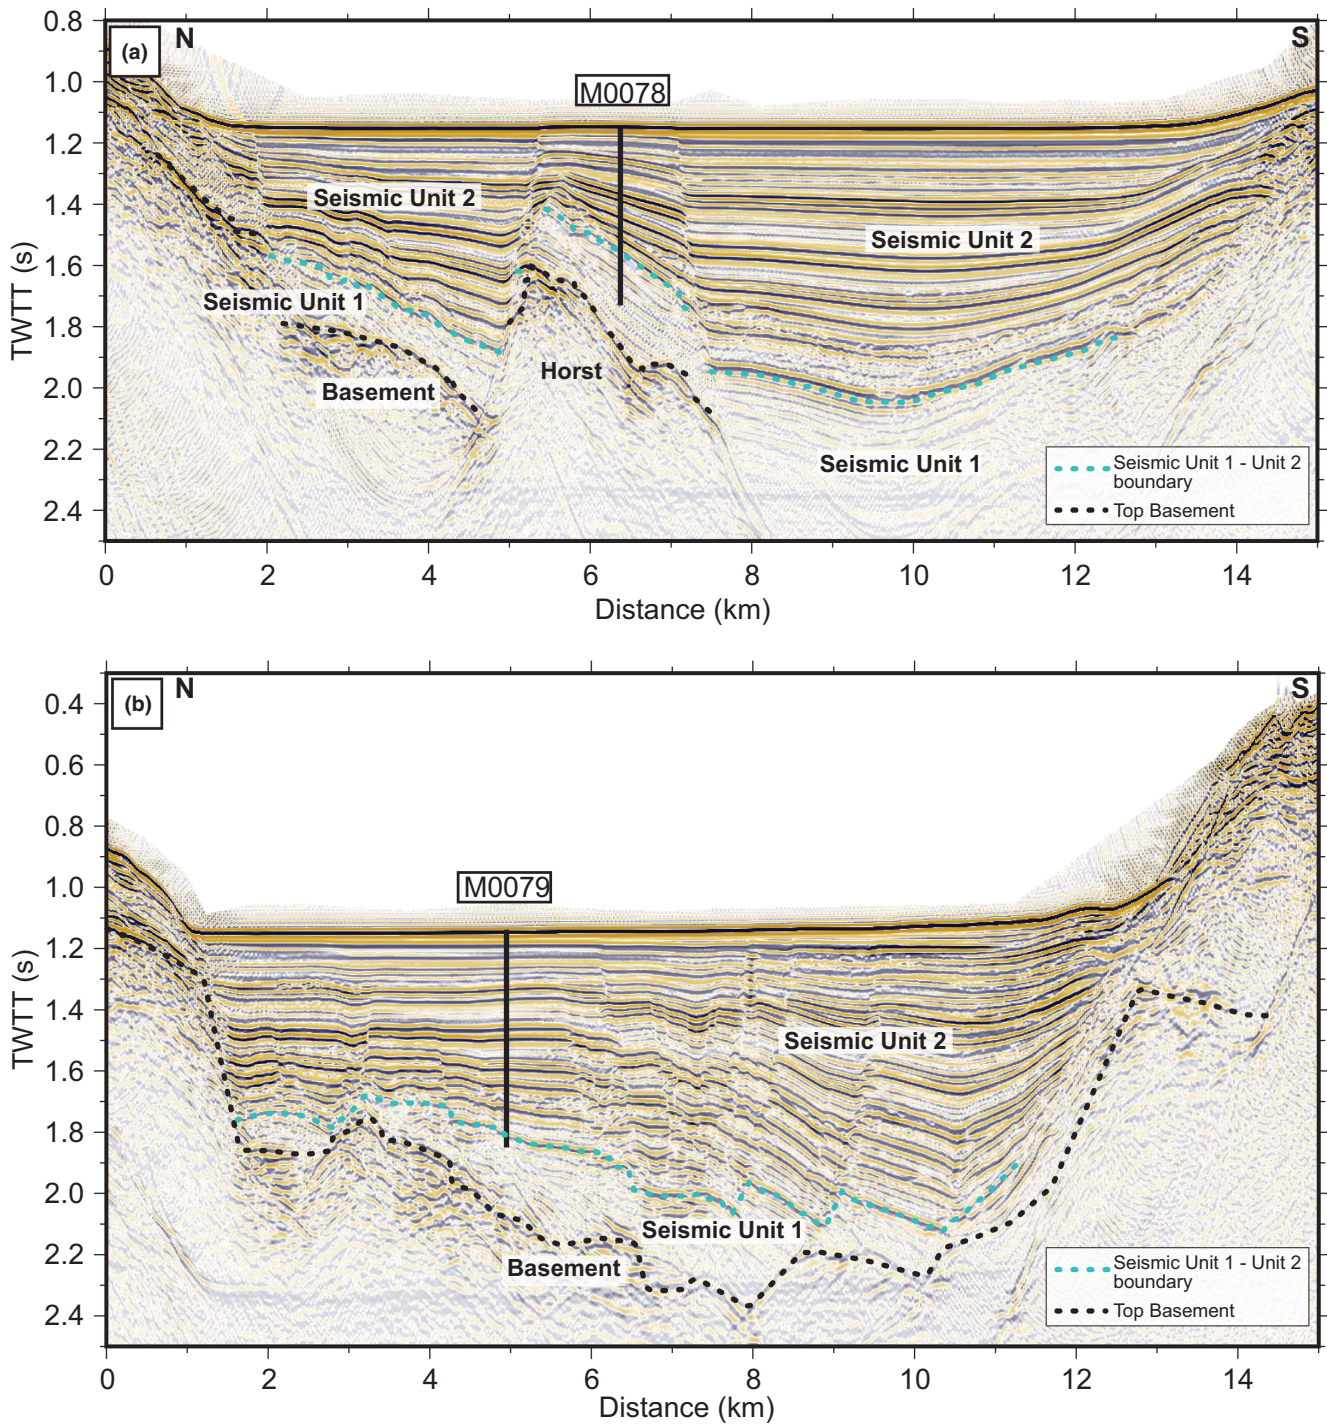 (a)
N
S
M0078
0.8
1.0
1.2
1.4
1.6
1.8
2.0
2.2
2.4
TWTT (s)
Seismic Unit 2
Seismic Unit 2
Seismic Unit 1
Horst
Basement
Seismic Unit 1
Seismic Unit 1 - Unit 2
boundary
Top Basement
0 2 4 6 8 10 12 14
Distance (km)
(b)
N
S
M0079
0.4
0.6
0.8
1.0
1.2
1.4
1.6
1.8
2.0
2.2
2.4
TWTT (s)
Seismic Unit 2
Seismic Unit 1
Basement
Seismic Unit 1 - Unit 2
boundary
Top Basement
0 2 4 6 8 10 12 14
Distance (km)